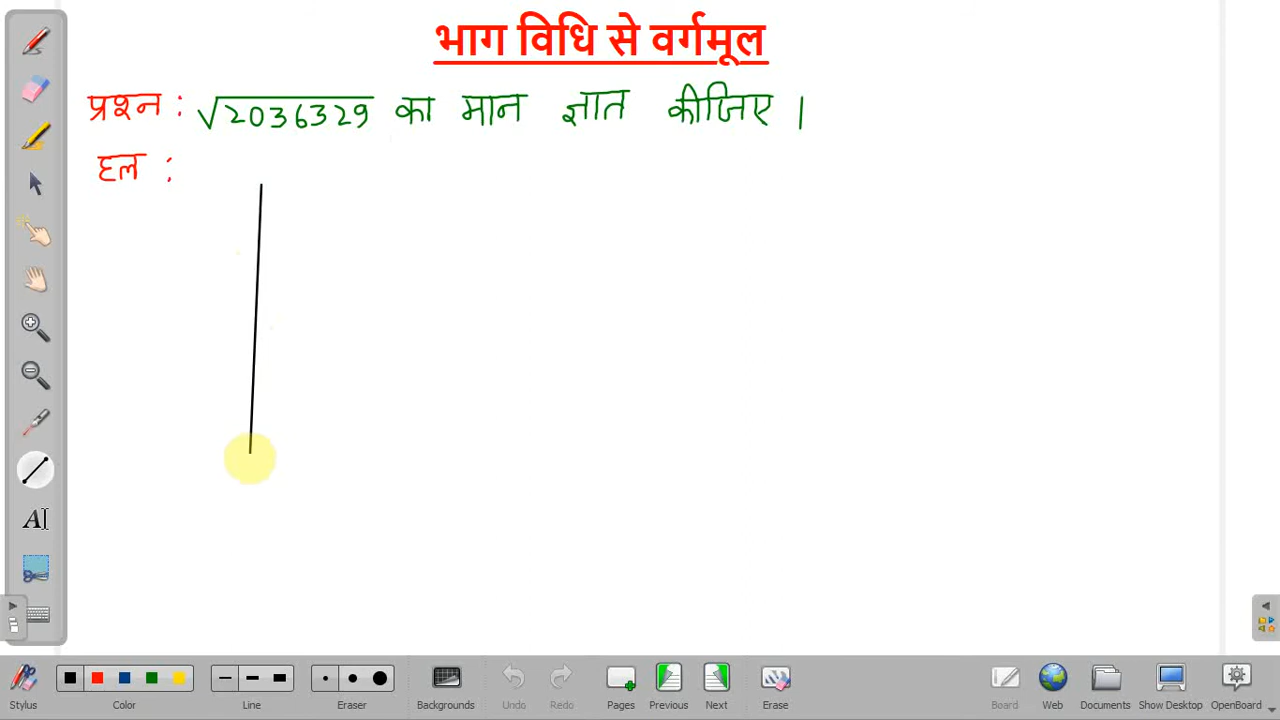 भाग विधि से वर्गमूल
प्रश्न : √2036329 का मान ज्ञात कीजिए ।
हल :
A
Stylus
Color
Line
Eraser
Backgrounds
Undo
Redo
Pages
Previous
Next
Erase
Board
Web
Documents
Show Desktop
OpenBoard